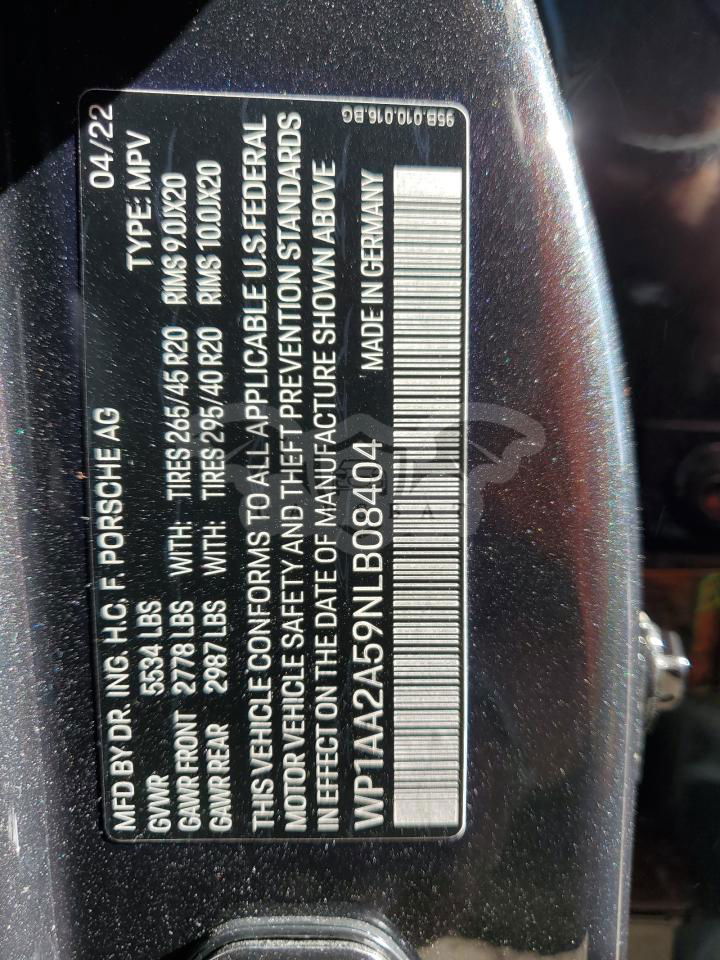 MFD BY DR. ING. H.C. F. PORSCHE AG 04/22
GVWR 5534 LBS TYPE: MPV
GAWR FRONT 2778 LBS WITH: TIRES 265/45 R20 RIMS 9.0JX20
GAWR REAR 2987 LBS WITH: TIRES 295/40 R20 RIMS 10.0JX20
THIS VEHICLE CONFORMS TO ALL APPLICABLE U.S.FEDERAL
MOTOR VEHICLE SAFETY AND THEFT PREVENTION STANDARDS
IN EFFECT ON THE DATE OF MANUFACTURE SHOWN ABOVE
WP1AA2A59NLB08404 MADE IN GERMANY
95B.010.016.BG